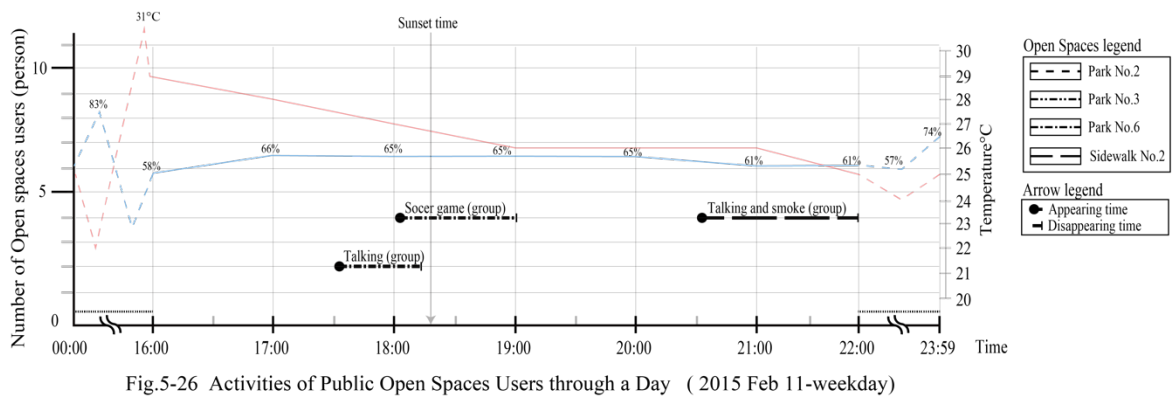 31°C
Sunset time
Number of Open spaces users (person)
10
5
0
83%
58%
66%
65%
65%
65%
61%
61%
57%
74%
Socer game (group)
Talking and smoke (group)
Talking (group)
30
29
28
27
26
25
24
23
22
21
20
Temperature°C
00:00
16:00
17:00
18:00
19:00
20:00
21:00
22:00
23:59
Time
Open Spaces legend
Park No.2
Park No.3
Park No.6
Sidewalk No.2
Arrow legend
Appearing time
Disappearing time
Fig.5-26 Activities of Public Open Spaces Users through a Day ( 2015 Feb 11-weekday)